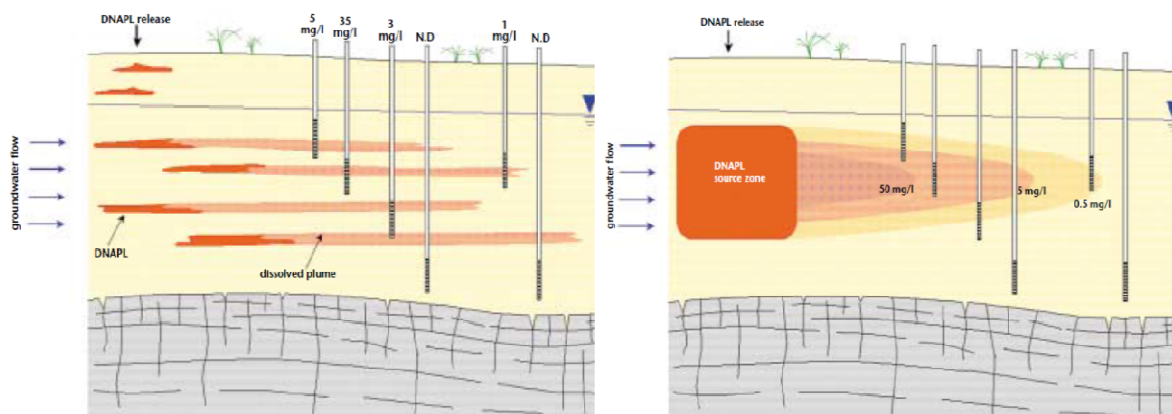 DNAPL release
5
mg/l
35
mg/l
3
mg/l
N.D
1
mg/l
N.D
groundwater flow
DNAPL
dissolved plume
DNAPL release
groundwater flow
DNAPL
source zone
50 mg/l
5 mg/l
0.5 mg/l